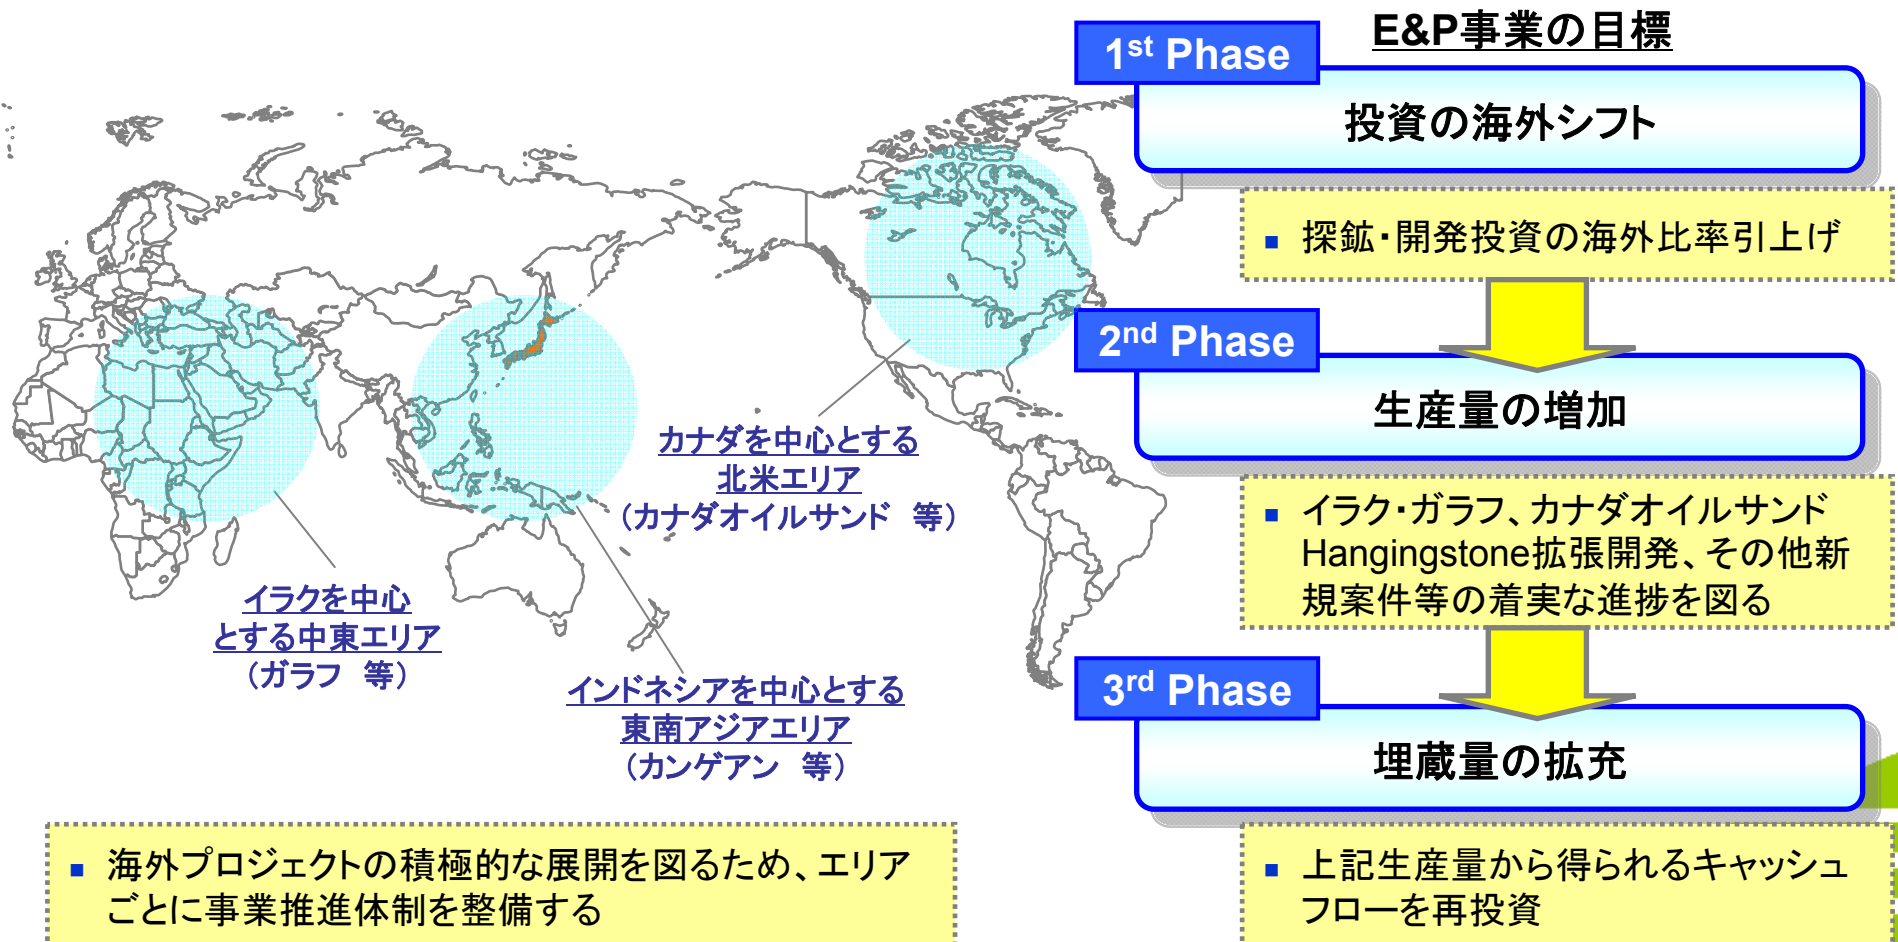 E&P事業の目標
1st Phase
投資の海外シフト
▪ 探鉱・開発投資の海外比率引上げ
2nd Phase
生産量の増加
▪ イラク・ガラフ、カナダオイルサンド
Hangingstone拡張開発、その他新
規案件等の着実な進捗を図る
3rd Phase
埋蔵量の拡充
▪ 上記生産量から得られるキャッシュ
フローを再投資
カナダを中心とする
北米エリア
（カナダオイルサンド　等）
イラクを中心
とする中東エリア
（ガラフ　等）
インドネシアを中心とする
東南アジアエリア
（カンゲアン　等）
▪ 海外プロジェクトの積極的な展開を図るため、エリア
ごとに事業推進体制を整備する